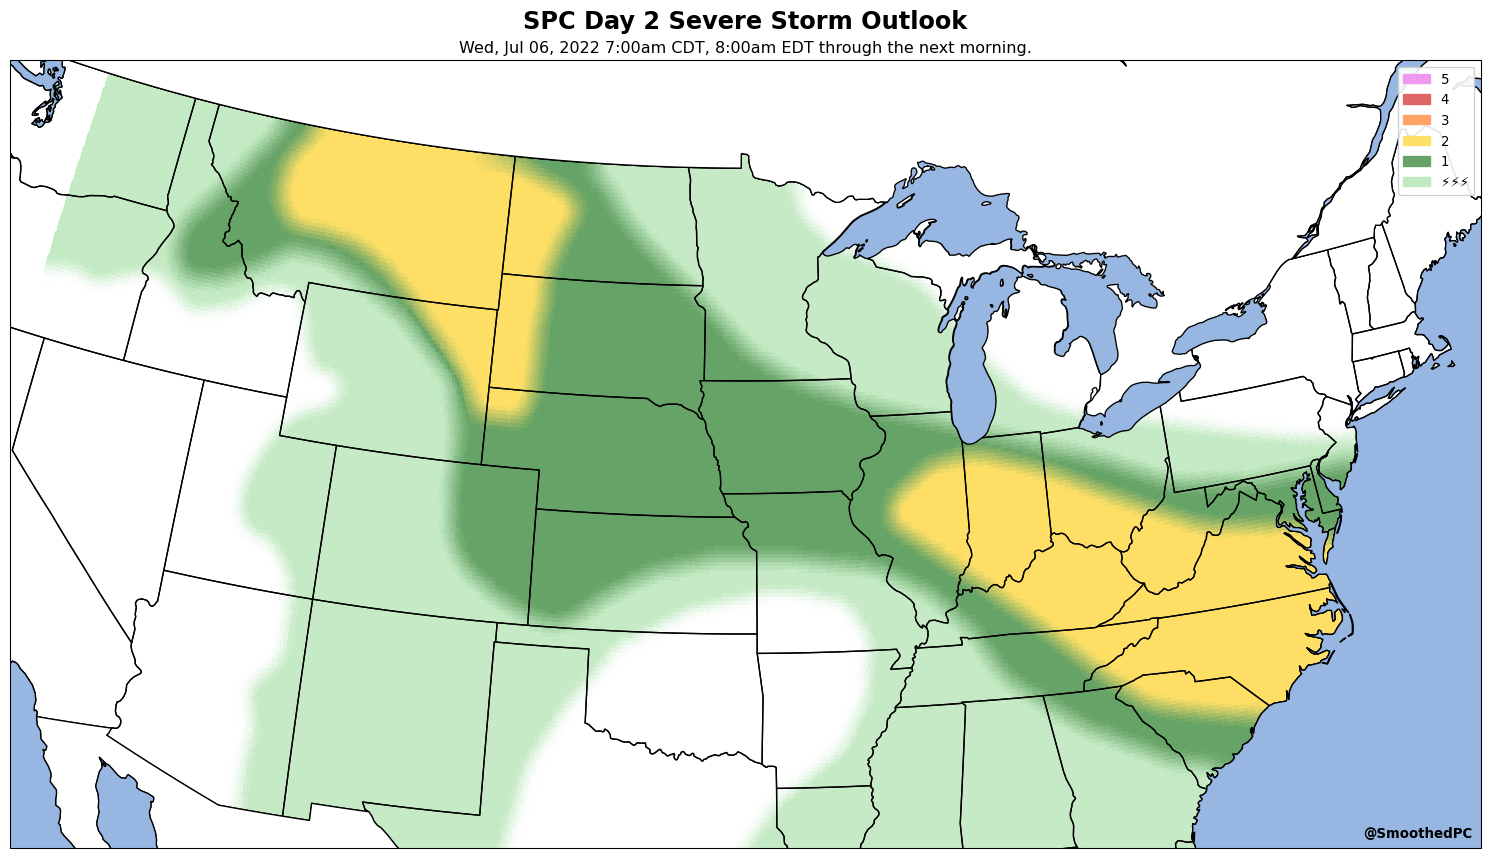 SPC Day 2 Severe Storm Outlook
Wed, Jul 06, 2022 7:00am CDT, 8:00am EDT through the next morning.
5
4
3
2
1
⚡⚡⚡
@SmoothedPC